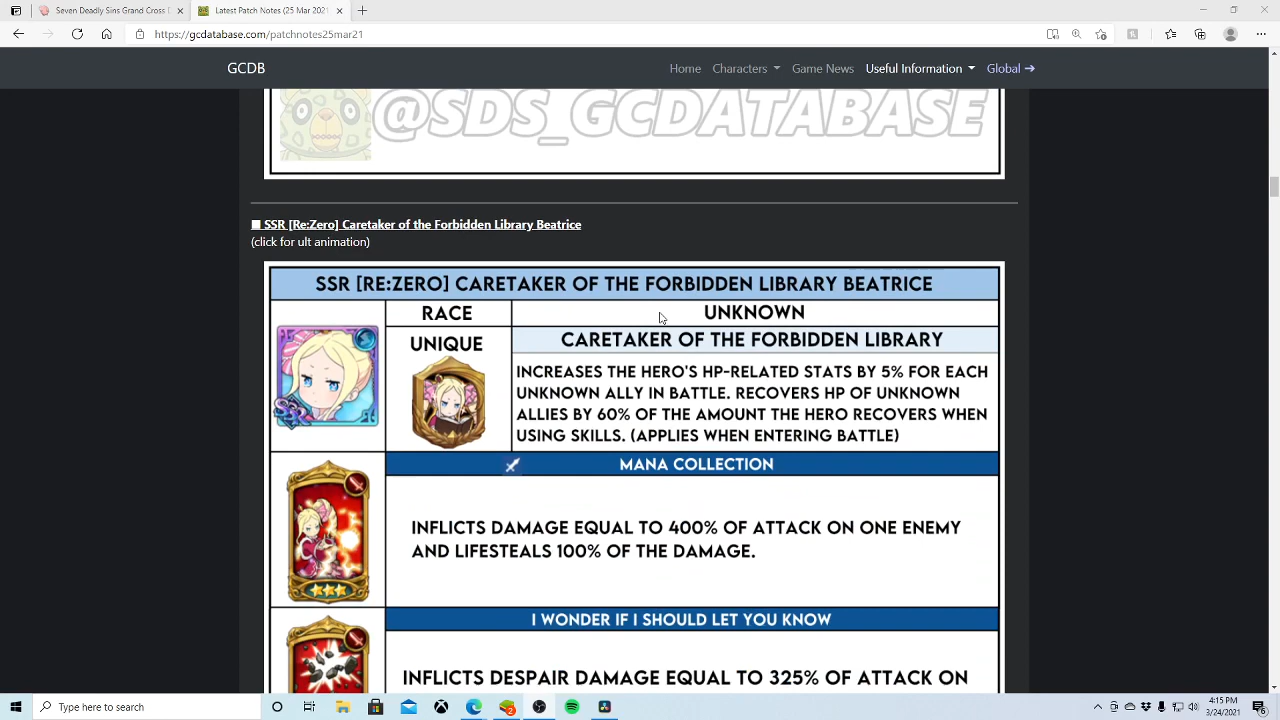 Seven Deadly Sins Grand Cross
Latest Patch Notes (25 Mar 2021
https://gcdatabase.com/patchnotes25mar21
GCDB
Home Characters Game News Useful Information Global →
@SDS_GCDATABASE
■ SSR [Re:Zero] Caretaker of the Forbidden Library Beatrice
(click for ult animation)
SSR [RE:ZERO] CARETAKER OF THE FORBIDDEN LIBRARY BEATRICE
RACE UNKNOWN
UNIQUE CARETAKER OF THE FORBIDDEN LIBRARY
INCREASES THE HERO'S HP-RELATED STATS BY 5% FOR EACH
UNKNOWN ALLY IN BATTLE. RECOVERS HP OF UNKNOWN
ALLIES BY 60% OF THE AMOUNT THE HERO RECOVERS WHEN
USING SKILLS. (APPLIES WHEN ENTERING BATTLE)
MANA COLLECTION
INFLICTS DAMAGE EQUAL TO 400% OF ATTACK ON ONE ENEMY
AND LIFESTEALS 100% OF THE DAMAGE.
I WONDER IF I SHOULD LET YOU KNOW
INFLICTS DESPAIR DAMAGE EQUAL TO 325% OF ATTACK ON
Type here to search
4:15 PM
3/24/2021